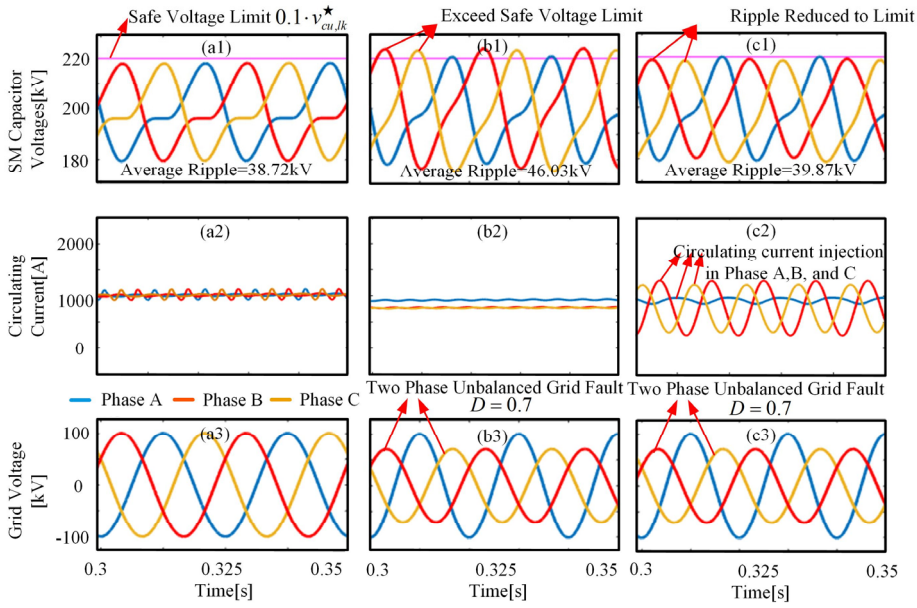 Safe Voltage Limit 0.1·v★cu,lk
Exceed Safe Voltage Limit
Ripple Reduced to Limit
SM Capacitor
Voltages[kV]
220
200
180
(a1)
Average Ripple=38.72kV
(b1)
Average Ripple=46.03kV
(c1)
Average Ripple=39.87kV
Circulating
Current[A]
2000
1000
0
(a2)
(b2)
(c2)
Circulating current injection
in Phase A,B, and C
Phase A Phase B Phase C
Two Phase Unbalanced Grid Fault
D = 0.7
Two Phase Unbalanced Grid Fault
D = 0.7
Grid Voltage
[kV]
100
0
-100
(a3)
(b3)
(c3)
0.3 0.325 0.35
0.3 0.325 0.35
0.3 0.325 0.35
Time[s]
Time[s]
Time[s]